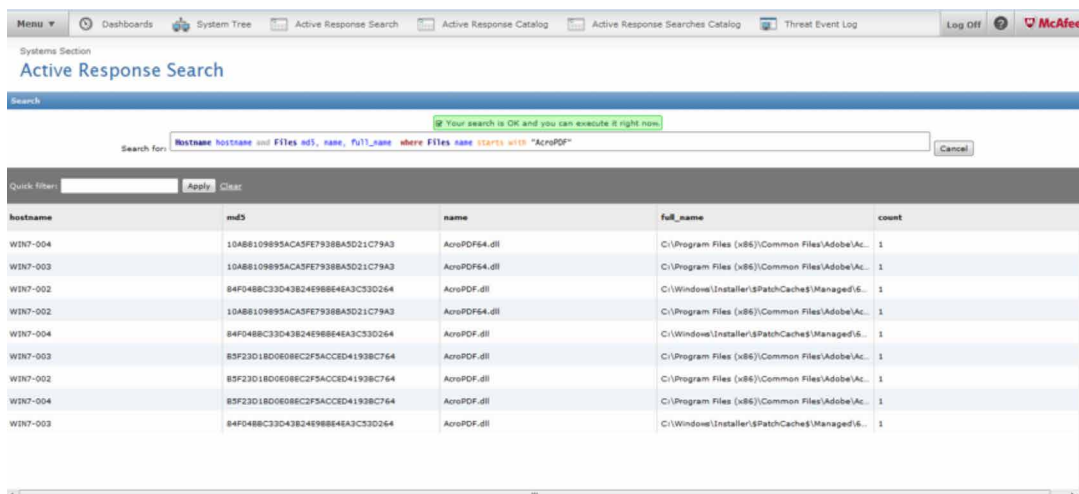 Menu ▼ Dashboards System Tree Active Response Search Active Response Catalog Active Response Searches Catalog Threat Event Log Log Off ? McAfee
Systems Section
Active Response Search
Search
Your search is OK and you can execute it right now.
Search for: Hostname hostname and Files md5, name, full_name where Files name starts with "AcroPDF" Cancel
Quick filter: Apply Clear
hostname md5 name full_name count
WIN7-004 10AB8109895ACA5FE7938BA5D21C79A3 AcroPDF64.dll C:\Program Files (x86)\Common Files\Adobe\Ac... 1
WIN7-003 10AB8109895ACA5FE7938BA5D21C79A3 AcroPDF64.dll C:\Program Files (x86)\Common Files\Adobe\Ac... 1
WIN7-002 AcroPDF.dll C:\Windows\Installer\$PatchCache$\Managed\6... 1
WIN7-002 10AB8109895ACA5FE7938BA5D21C79A3 AcroPDF64.dll C:\Program Files (x86)\Common Files\Adobe\Ac... 1
WIN7-004 AcroPDF.dll C:\Windows\Installer\$PatchCache$\Managed\6... 1
WIN7-003 AcroPDF.dll C:\Program Files (x86)\Common Files\Adobe\Ac... 1
WIN7-002 AcroPDF.dll C:\Program Files (x86)\Common Files\Adobe\Ac... 1
WIN7-004 AcroPDF.dll C:\Program Files (x86)\Common Files\Adobe\Ac... 1
WIN7-003 AcroPDF.dll C:\Windows\Installer\$PatchCache$\Managed\6... 1